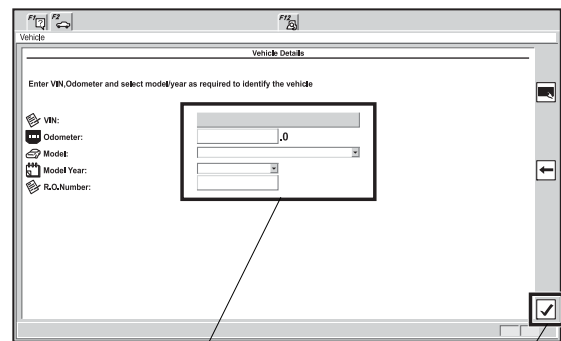 F1 F2 F12
Vehicle
Vehicle Details
Enter VIN,Odometer and select model/year as required to identify the vehicle
VIN:
Odometer: .0
Model:
Model Year:
R.O.Number: